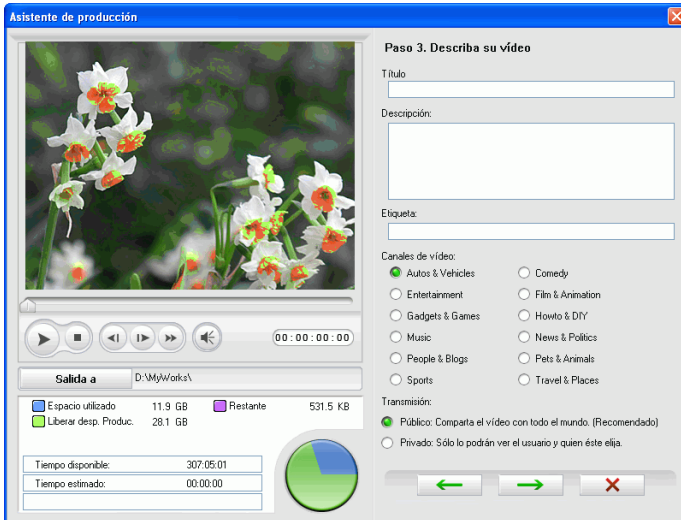 Asistente de producción
Paso 3. Describa su vídeo
Título
Descripción:
Etiqueta:
Canales de vídeo:
Autos & Vehicles
Comedy
Entertainment
Film & Animation
Gadgets & Games
Howto & DIY
Music
News & Politics
People & Blogs
Pets & Animals
Sports
Travel & Places
Transmisión:
Público: Comparta el vídeo con todo el mundo. (Recomendado)
Privado: Sólo lo podrán ver el usuario y quien éste elija.
00:00:00:00
Salida a D:\MyWorks\
Espacio utilizado 11.9 GB Restante 531.5 KB
Liberar desp. Produc. 28.1 GB
Tiempo disponible: 307:05:01
Tiempo estimado: 00:00:00